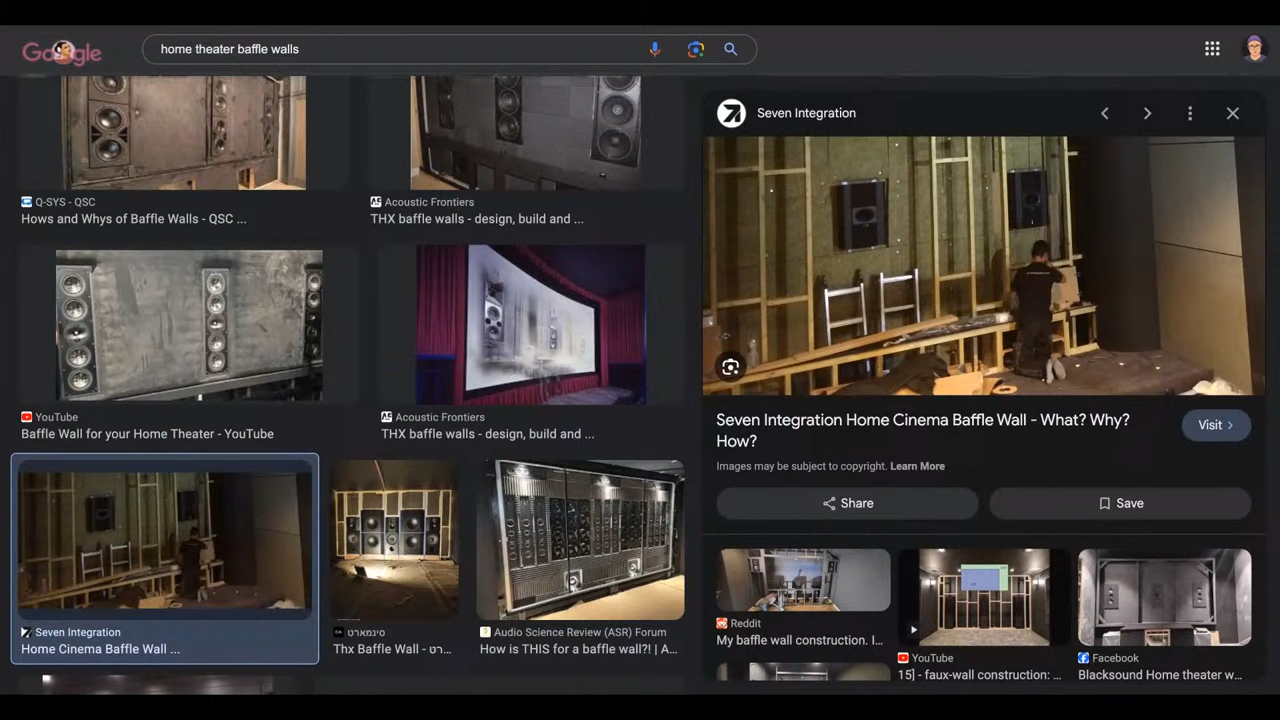 Google
home theater baffle walls
Q-SYS - QSC
Hows and Whys of Baffle Walls - QSC ...
Acoustic Frontiers
THX baffle walls - design, build and ...
YouTube
Baffle Wall for your Home Theater - YouTube
Acoustic Frontiers
THX baffle walls - design, build and ...
Seven Integration
Home Cinema Baffle Wall ...
סינמארט
Thx Baffle Wall - רט...
Audio Science Review (ASR) Forum
How is THIS for a baffle wall?! | A...
Seven Integration
Seven Integration Home Cinema Baffle Wall - What? Why?
How?
Visit
Images may be subject to copyright. Learn More
Share
Save
Reddit
My baffle wall construction. I...
YouTube
15] - faux-wall construction: ...
Facebook
Blacksound Home theater w...